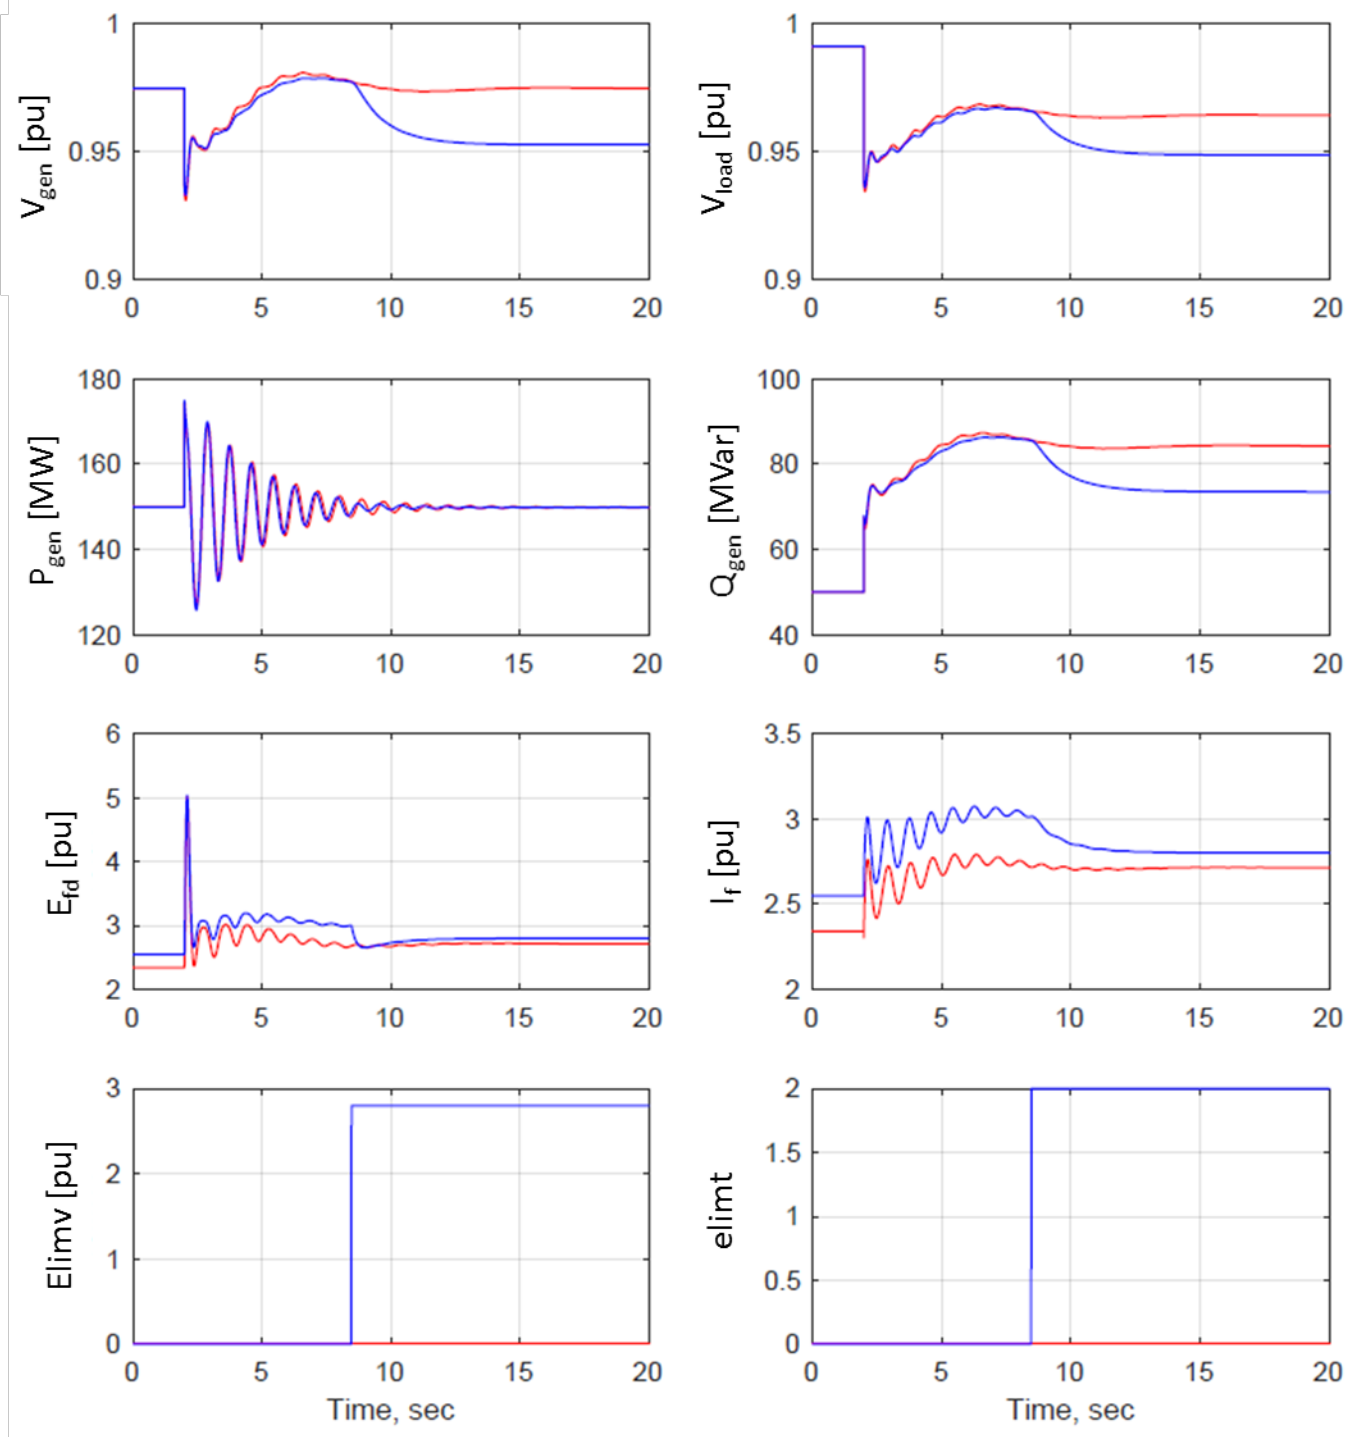 V_gen [pu]
1
0.95
0.9
0 5 10 15 20
V_load [pu]
1
0.95
0.9
0 5 10 15 20
P_gen [MW]
180
160
140
120
0 5 10 15 20
Q_gen [MVar]
100
80
60
40
0 5 10 15 20
E_fd [pu]
6
5
4
3
2
0 5 10 15 20
I_f [pu]
3.5
3
2.5
2
0 5 10 15 20
Elimv [pu]
3
2
1
0
0 5 10 15 20
Time, sec
elimt
2
1.5
1
0.5
0
0 5 10 15 20
Time, sec